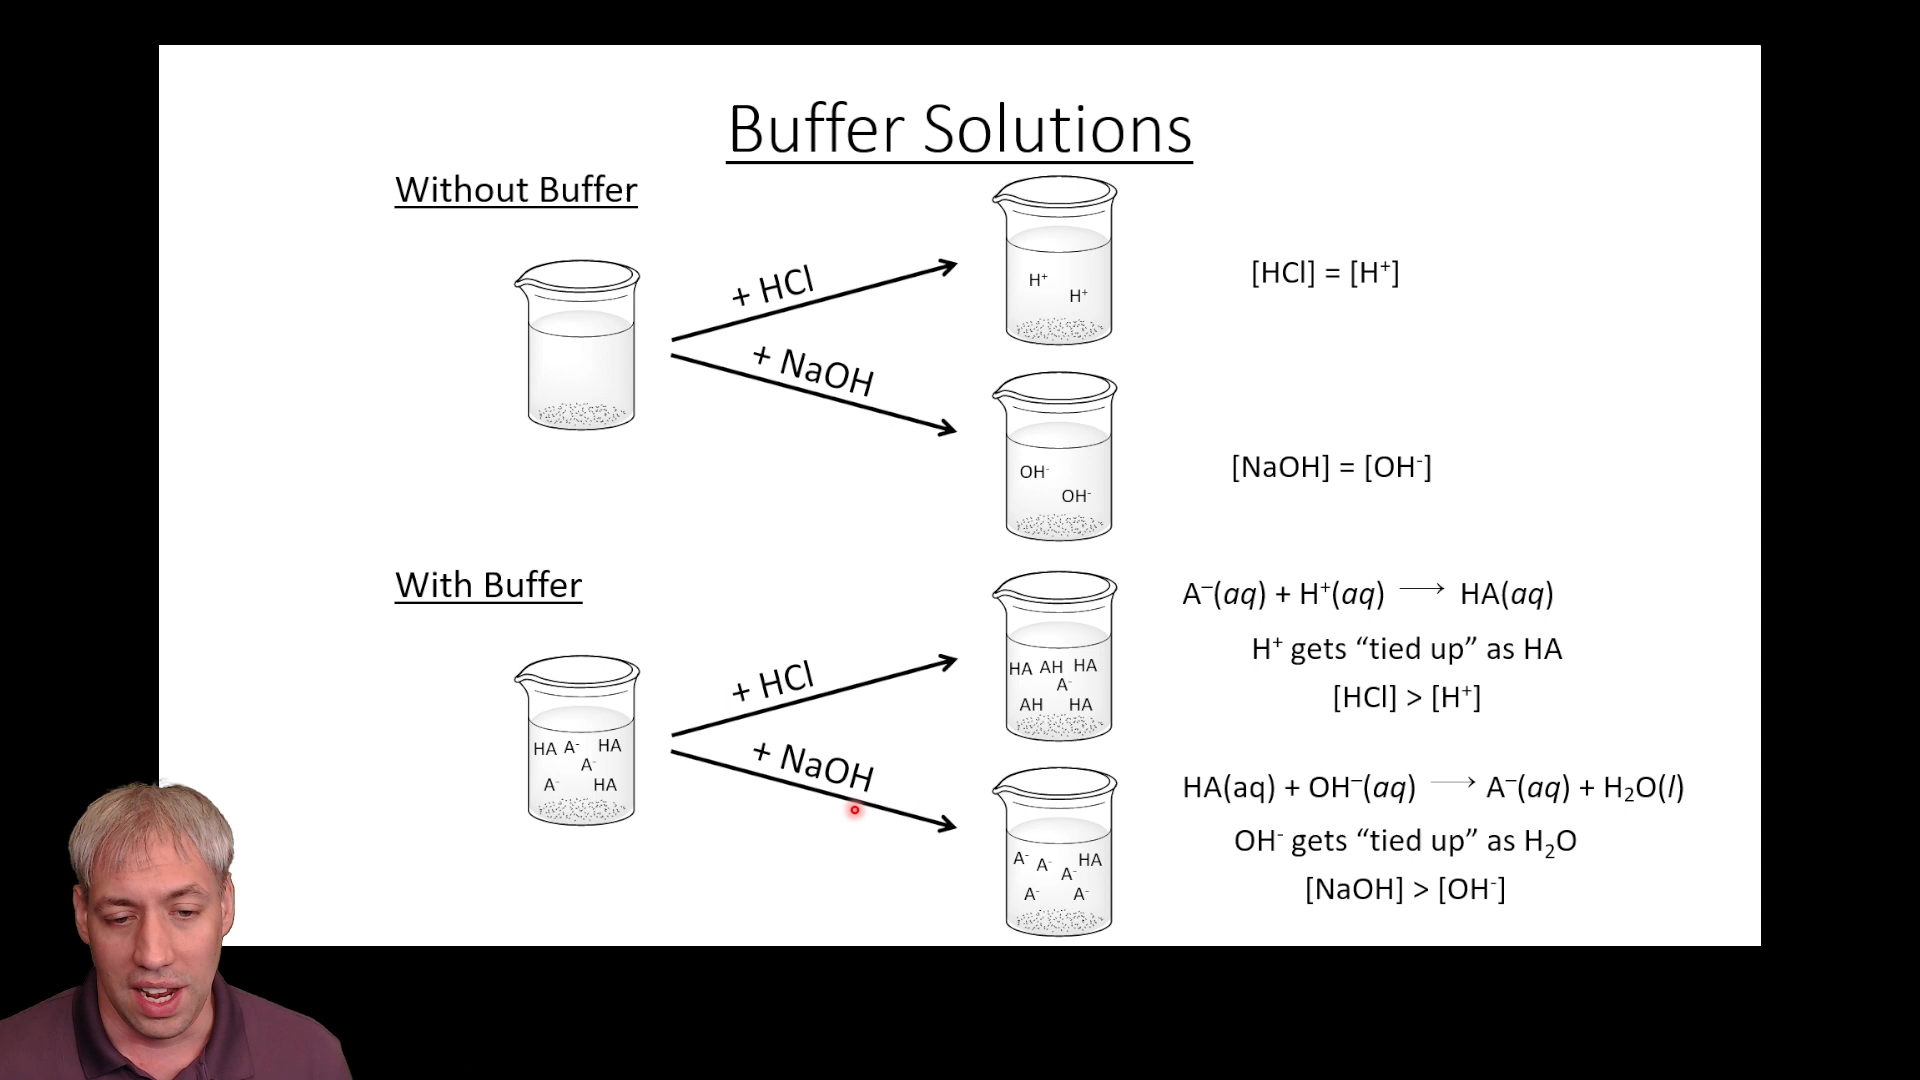 Buffer Solutions
Without Buffer
+ HCl
H⁺
H⁺
[HCl] = [H⁺]
+ NaOH
OH⁻
OH⁻
[NaOH] = [OH⁻]
With Buffer
HA A⁻ HA
A⁻
A⁻ HA
+ HCl
HA AH HA
A⁻
AH HA
A⁻(aq) + H⁺(aq) ⟶ HA(aq)
H⁺ gets “tied up” as HA
[HCl] > [H⁺]
+ NaOH
A⁻ A⁻ HA
A⁻
A⁻ A⁻
HA(aq) + OH⁻(aq) ⟶ A⁻(aq) + H₂O(l)
OH⁻ gets “tied up” as H₂O
[NaOH] > [OH⁻]